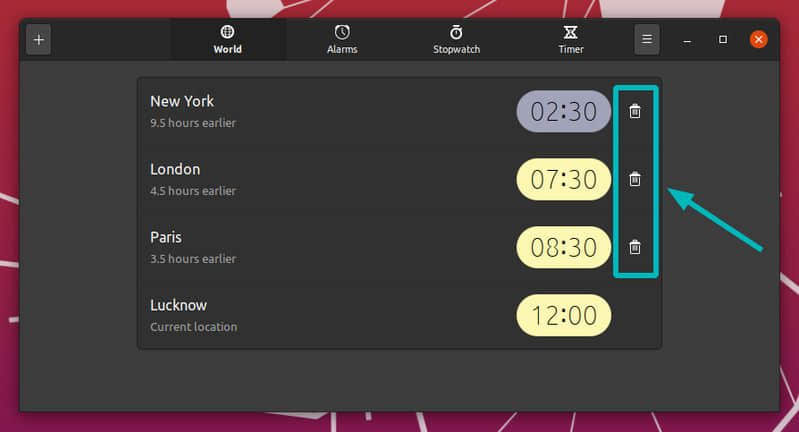 World
Alarms
Stopwatch
Timer
New York
9.5 hours earlier
02:30
London
4.5 hours earlier
07:30
Paris
3.5 hours earlier
08:30
Lucknow
Current location
12:00